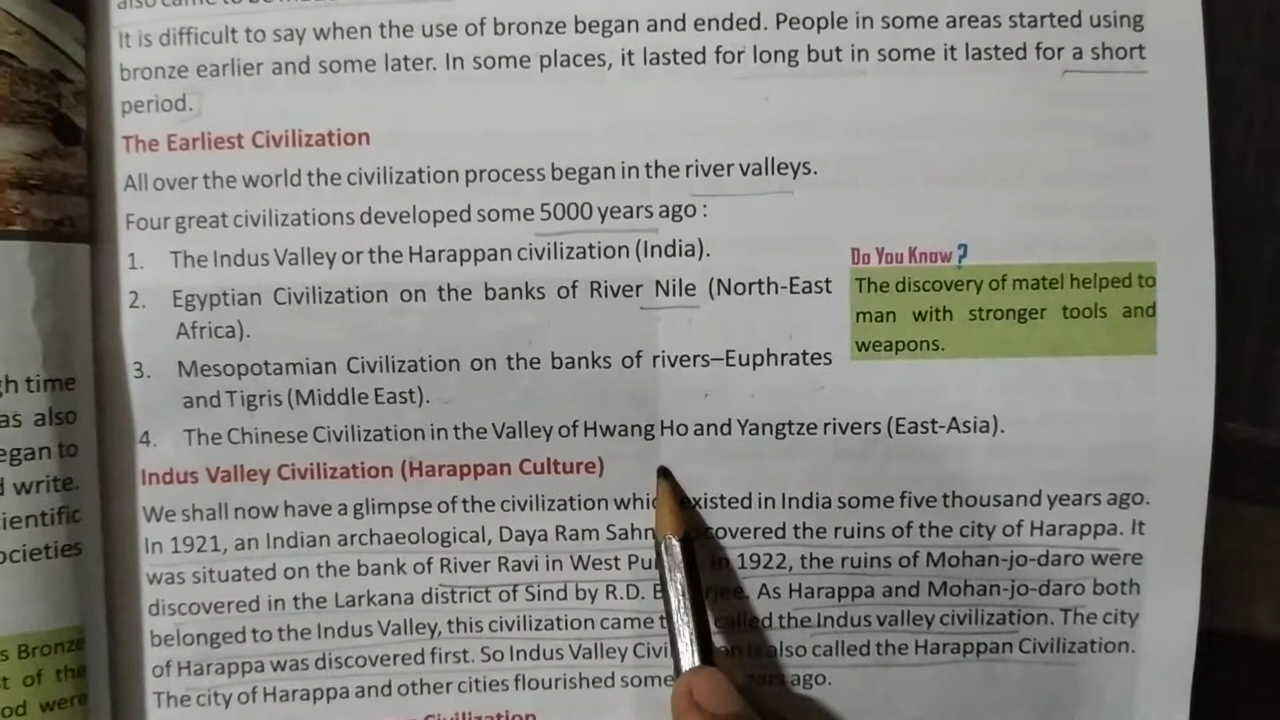 also came to be
It is difficult to say when the use of bronze began and ended. People in some areas started using
bronze earlier and some later. In some places, it lasted for long but in some it lasted for a short
period.
The Earliest Civilization
All over the world the civilization process began in the river valleys.
Four great civilizations developed some 5000 years ago :
1. The Indus Valley or the Harappan civilization (India).
2. Egyptian Civilization on the banks of River Nile (North-East
Africa).
3. Mesopotamian Civilization on the banks of rivers–Euphrates
and Tigris (Middle East).
4. The Chinese Civilization in the Valley of Hwang Ho and Yangtze rivers (East-Asia).
Do You Know ?
The discovery of matel helped to
man with stronger tools and
weapons.
Indus Valley Civilization (Harappan Culture)
We shall now have a glimpse of the civilization existed in India some five thousand years ago.
In 1921, an Indian archaeological, Daya Ram the ruins of the city of Harappa. It
was situated on the bank of River Ravi in West 1922, the ruins of Mohan-jo-daro were
discovered in the Larkana district of Sind by R.D. As Harappa and Mohan-jo-daro both
belonged to the Indus Valley, this civilization came called the Indus valley civilization. The city
of Harappa was discovered first. So Indus Valley also called the Harappan Civilization.
The city of Harappa and other cities flourished some ago.
Civilization
gh time
as also
egan to
write.
ientific
ocieties
s Bronze
t of the
od were